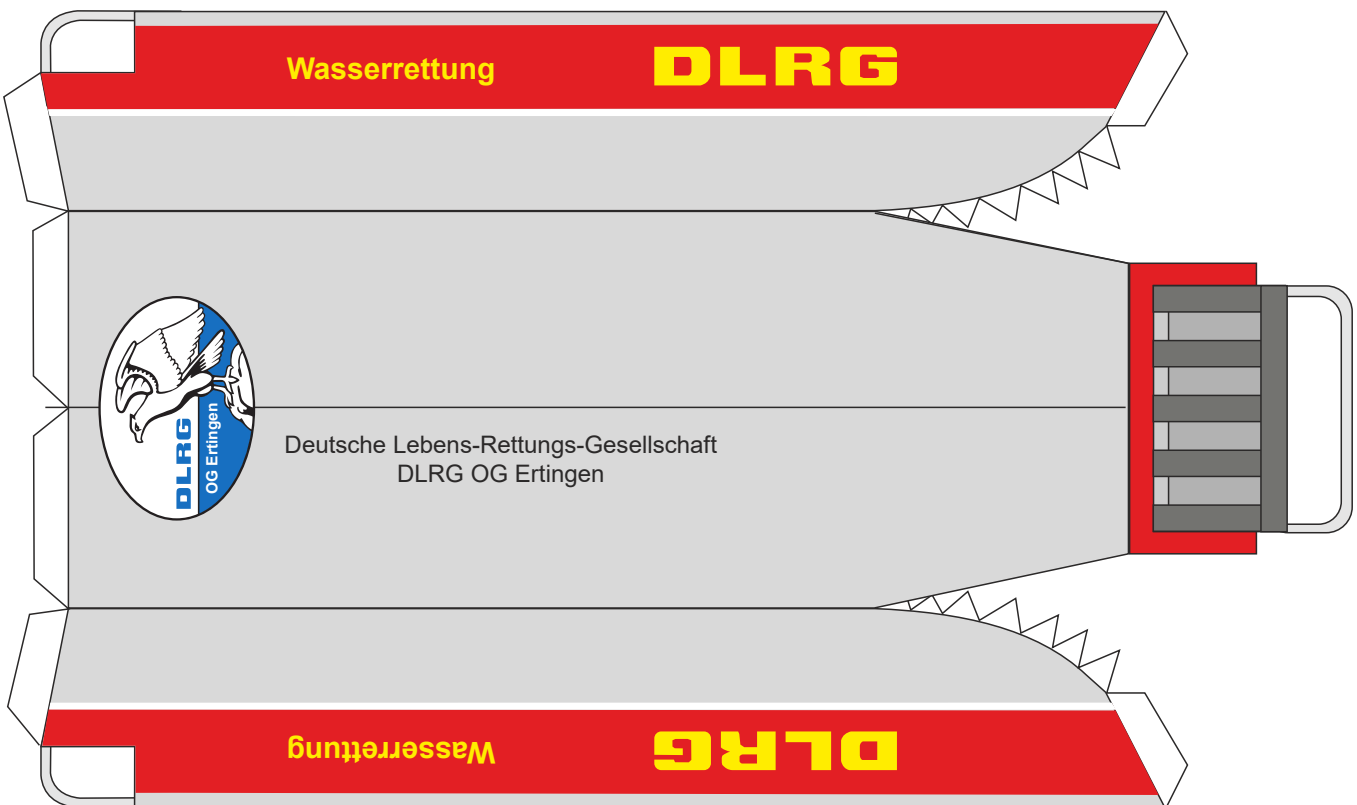 Wasserrettung DLRG
DLRG
OG Ertingen
Deutsche Lebens-Rettungs-Gesellschaft
DLRG OG Ertingen
Wasserrettung DLRG